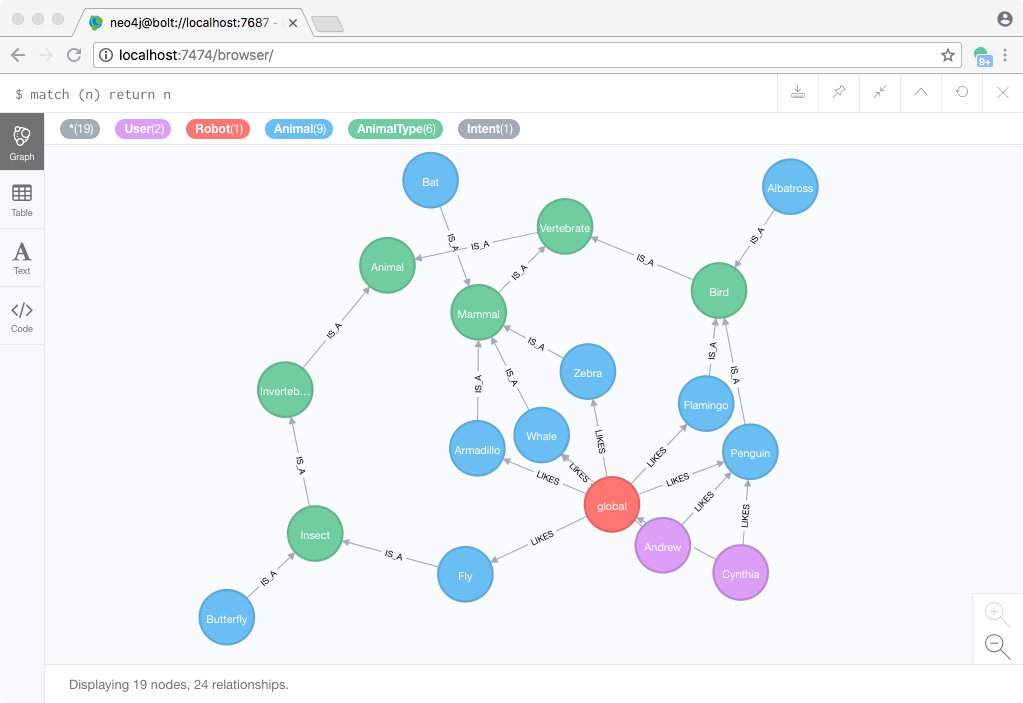 neo4j@bolt://localhost:7687 -
localhost:7474/browser/
9+
$ match (n) return n
*(19) User(2) Robot(1) Animal(9) AnimalType(6) Intent(1)
Graph
Table
A
Text
</>
Code
Bat
Albatross
Vertebrate
IS_A
IS_A
IS_A
IS_A
Animal
IS_A
Bird
Mammal
IS_A
IS_A
IS_A
Zebra
IS_A
IS_A
IS_A
Inverteb...
Flamingo
Whale
Armadillo
LIKES
Penguin
LIKES
IS_A
LIKES
LIKES
LIKES
global
LIKES
LIKES
Insect
LIKES
Andrew
IS_A
Fly
Cynthia
IS_A
Butterfly
Displaying 19 nodes, 24 relationships.